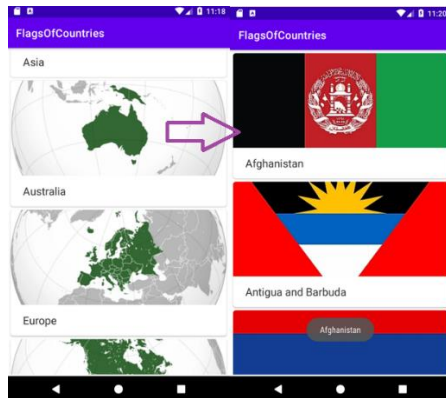 11:18
FlagsOfCountries
Asia
Australia
Europe
11:20
FlagsOfCountries
Afghanistan
Antigua and Barbuda
Afghanistan